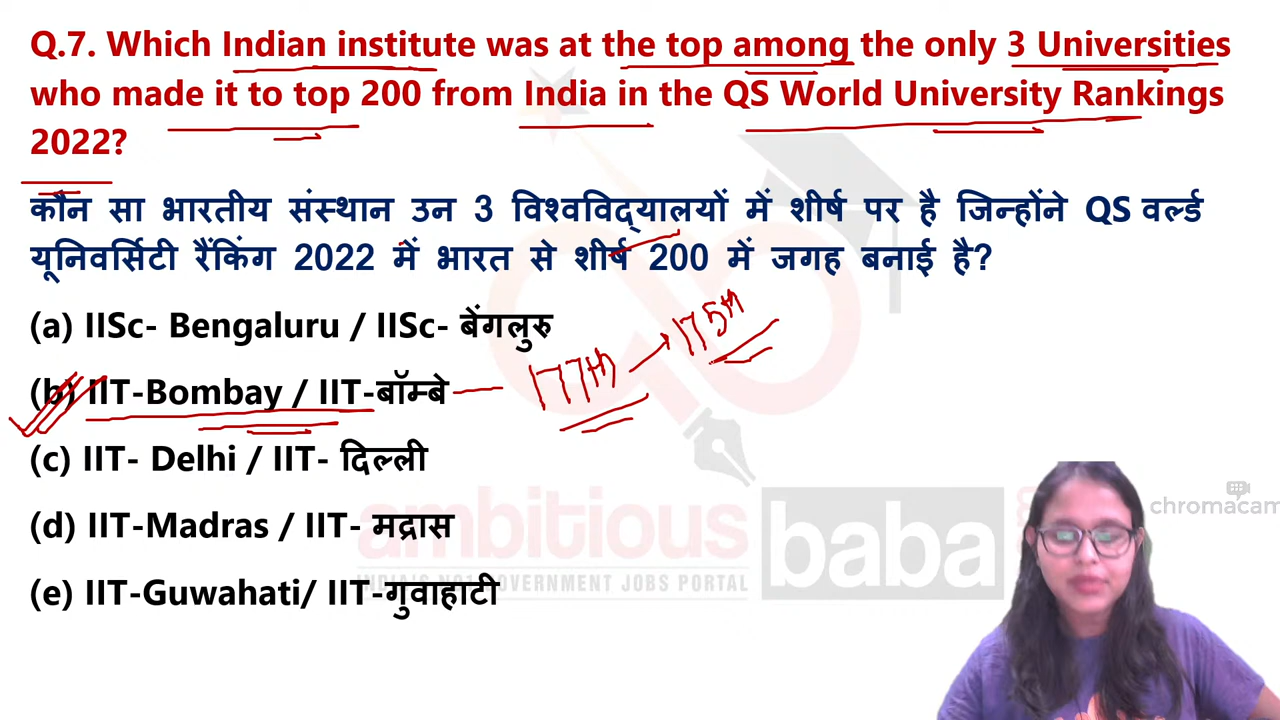 Q.7. Which Indian institute was at the top among the only 3 Universities
who made it to top 200 from India in the QS World University Rankings
2022?
कौन सा भारतीय संस्थान उन 3 विश्वविद्यालयों में शीर्ष पर है जिन्होंने QS वर्ल्ड
यूनिवर्सिटी रैंकिंग 2022 में भारत से शीर्ष 200 में जगह बनाई है?
(a) IISc- Bengaluru / IISc- बेंगलुरु
175th
(b) IIT-Bombay / IIT-बॉम्बे
177th
(c) IIT- Delhi / IIT- दिल्ली
(d) IIT-Madras / IIT- मद्रास
(e) IIT-Guwahati/ IIT-गुवाहाटी
chromacam
ambitious baba
INDIA'S NO1 GOVERNMENT JOBS PORTAL